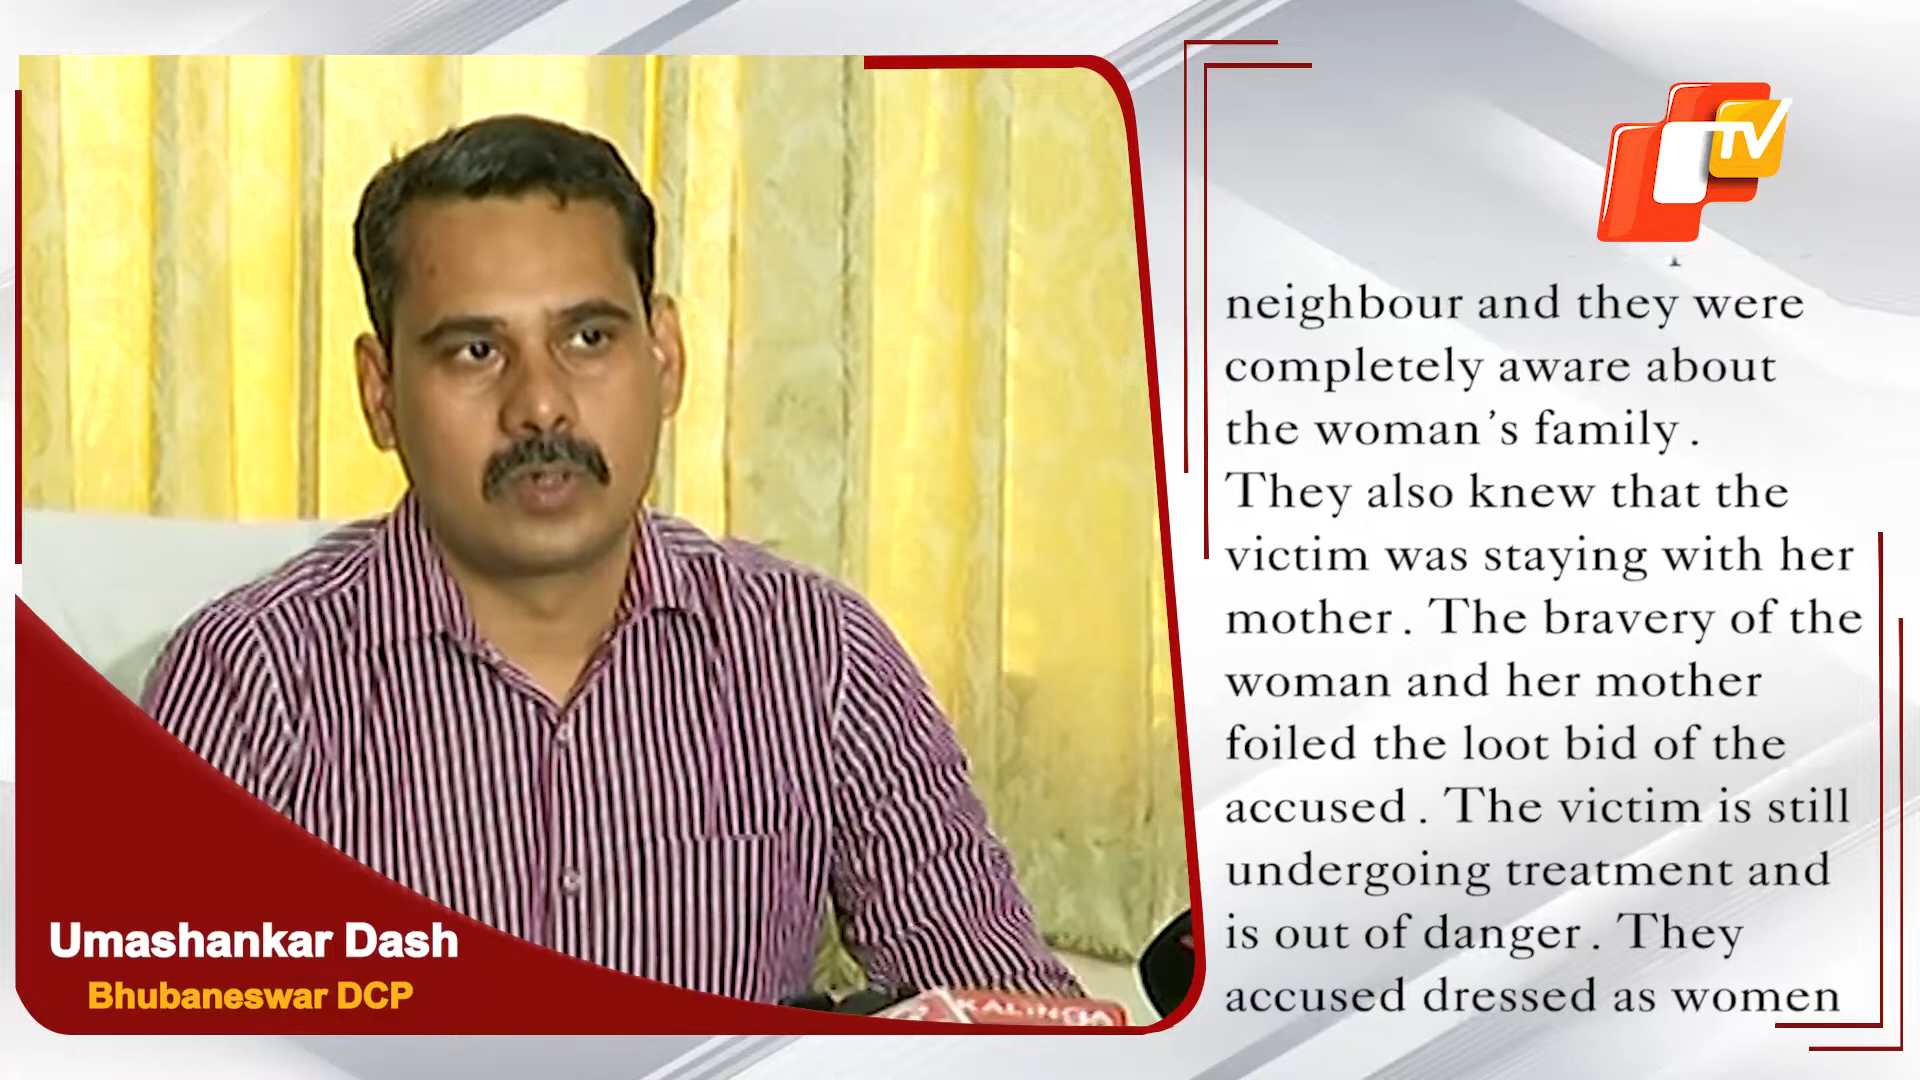 TV
neighbour and they were
completely aware about
the woman's family.
They also knew that the
victim was staying with her
mother. The bravery of the
woman and her mother
foiled the loot bid of the
accused. The victim is still
undergoing treatment and
is out of danger. They
accused dressed as women
Umashankar Dash
Bhubaneswar DCP
KALINGA